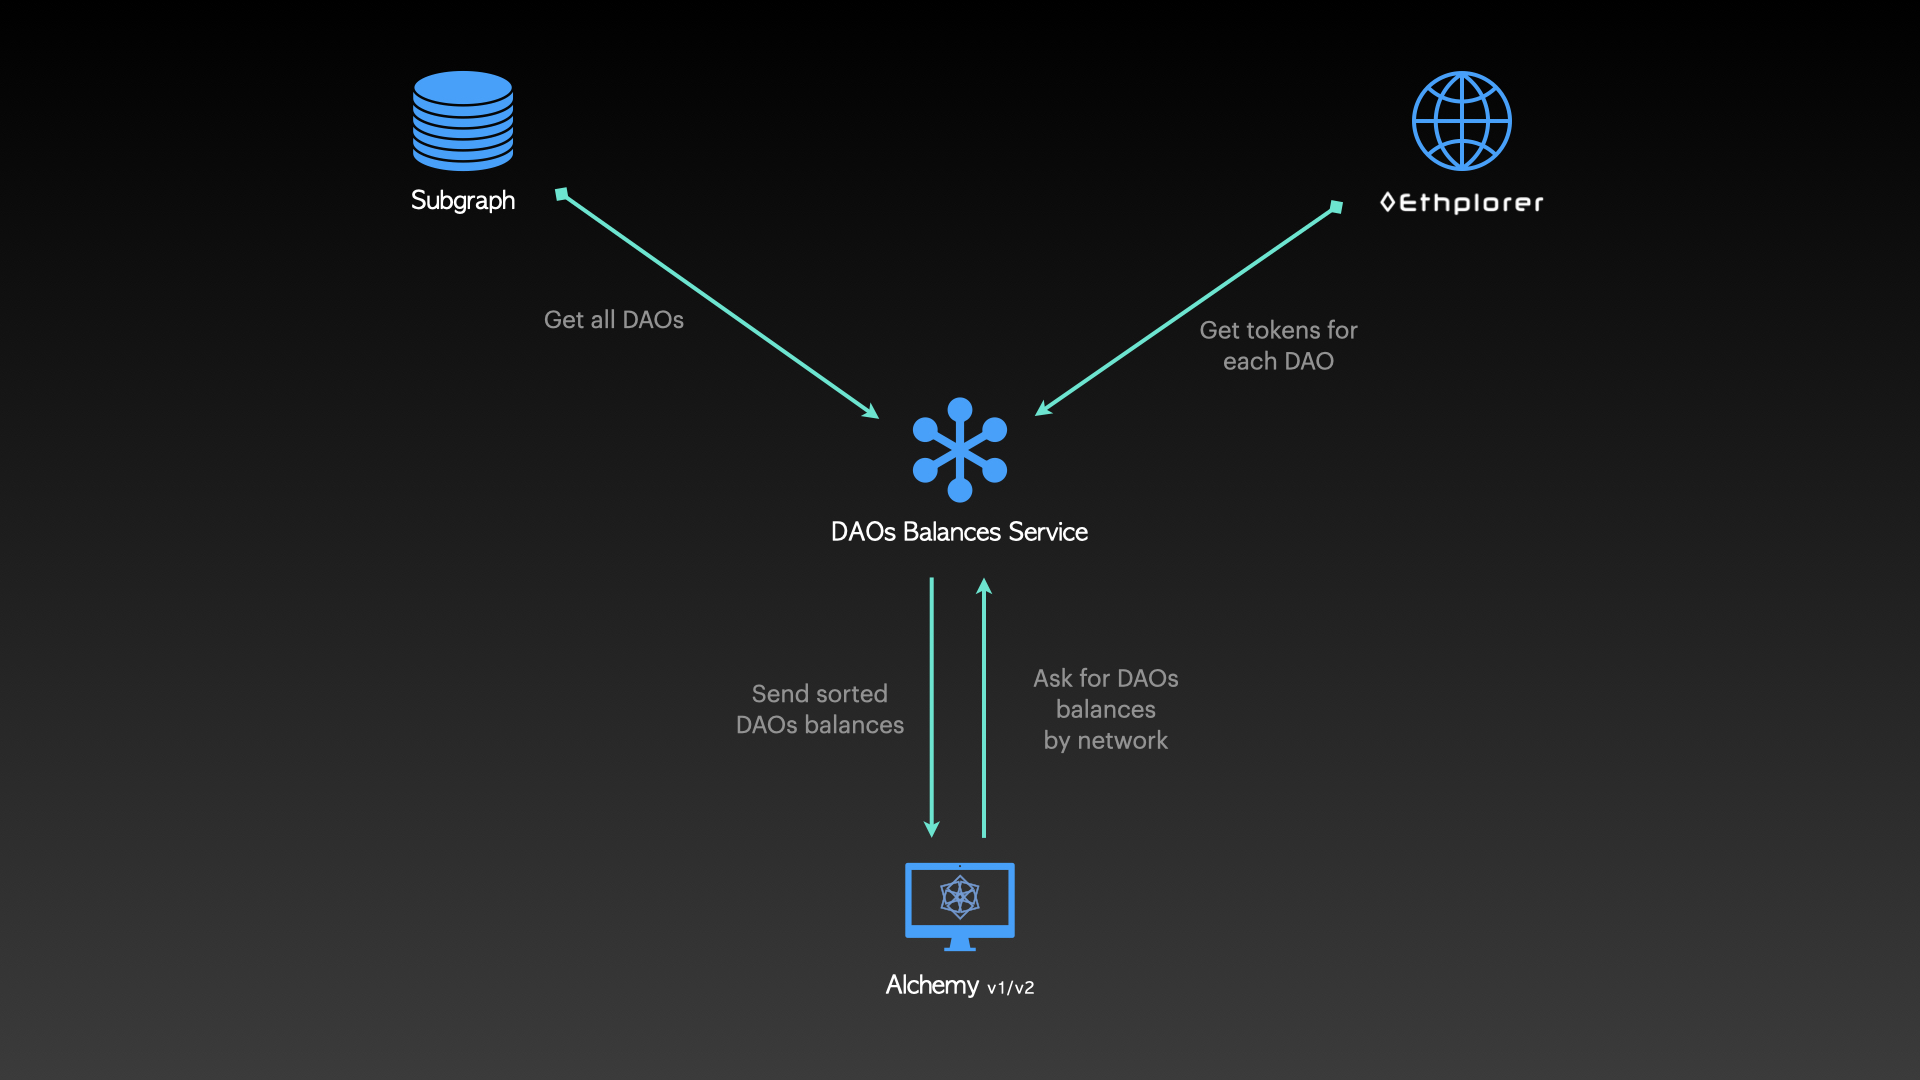 Subgraph
Ethplorer
Get all DAOs
Get tokens for
each DAO
DAOs Balances Service
Send sorted
DAOs balances
Ask for DAOs
balances
by network
Alchemy v1/v2